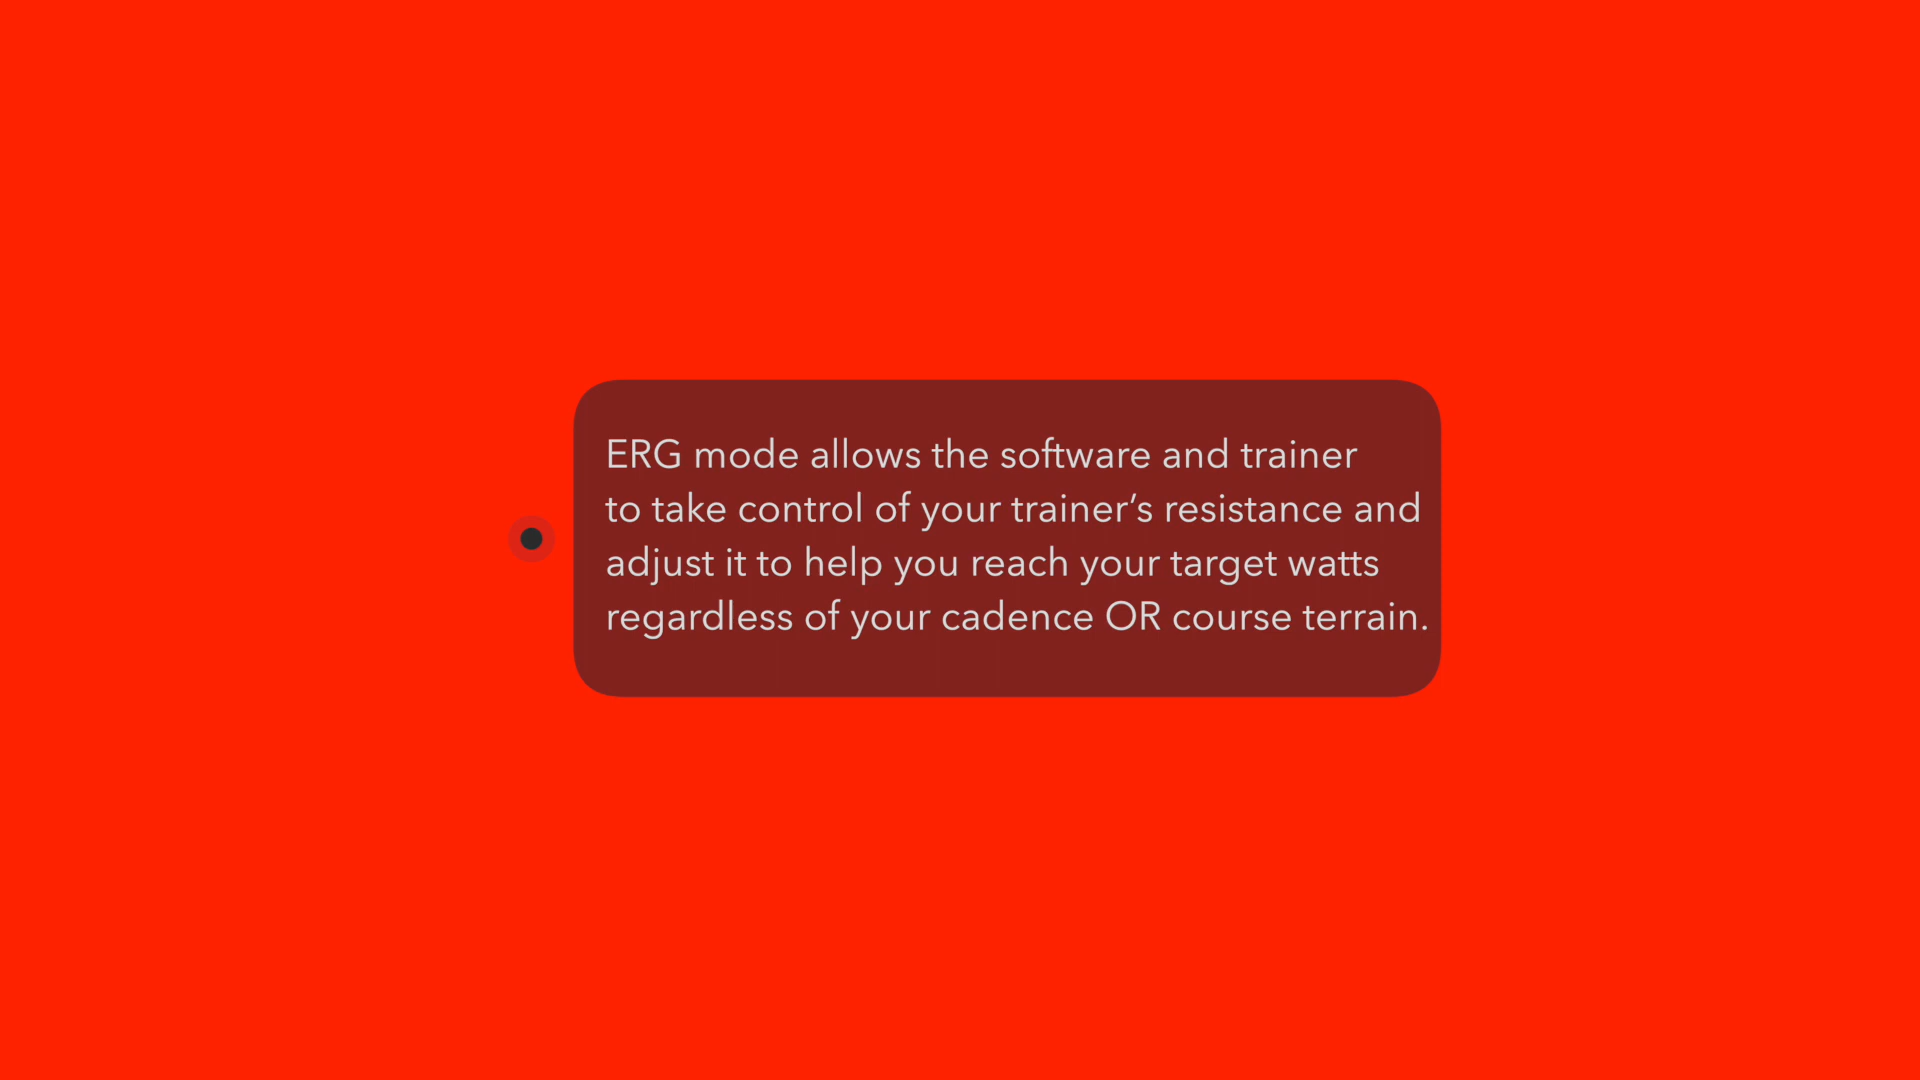 ERG mode allows the software and trainer
to take control of your trainer’s resistance and
adjust it to help you reach your target watts
regardless of your cadence OR course terrain.